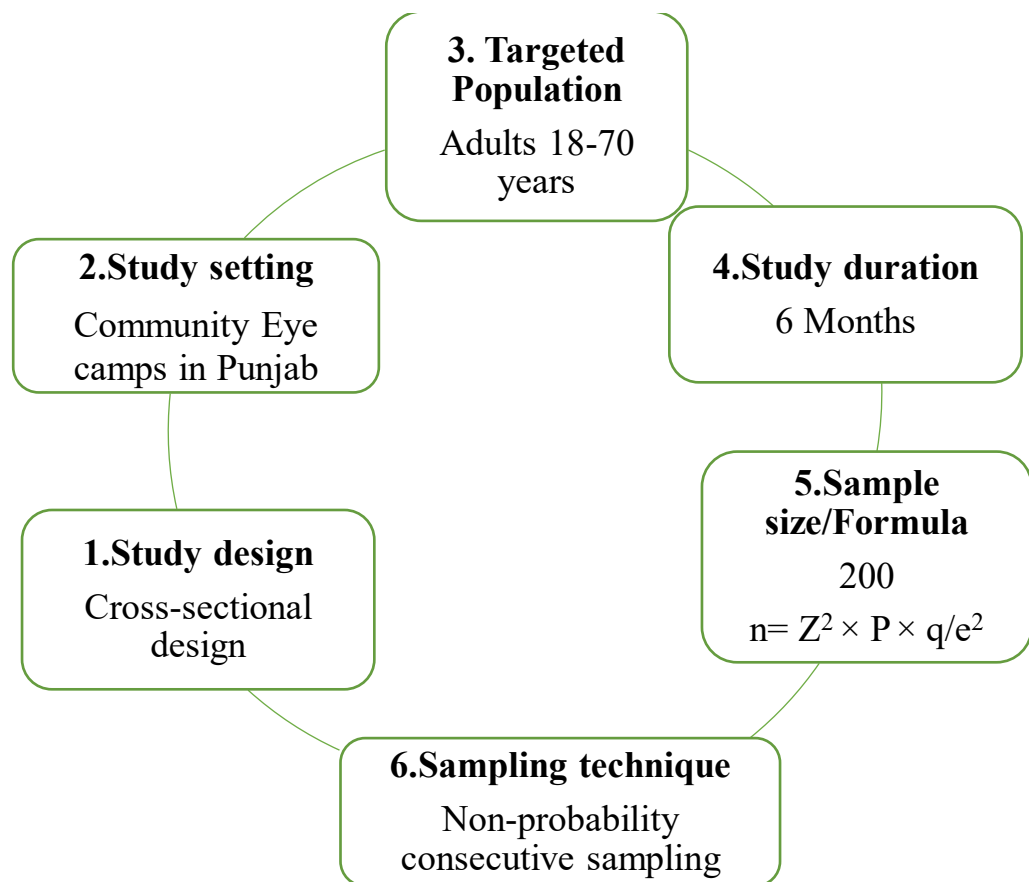 3. Targeted
Population
Adults 18-70
years
2.Study setting
Community Eye
camps in Punjab
4.Study duration
6 Months
1.Study design
Cross-sectional
design
5.Sample
size/Formula
200
n= Z² × P × q/e²
6.Sampling technique
Non-probability
consecutive sampling